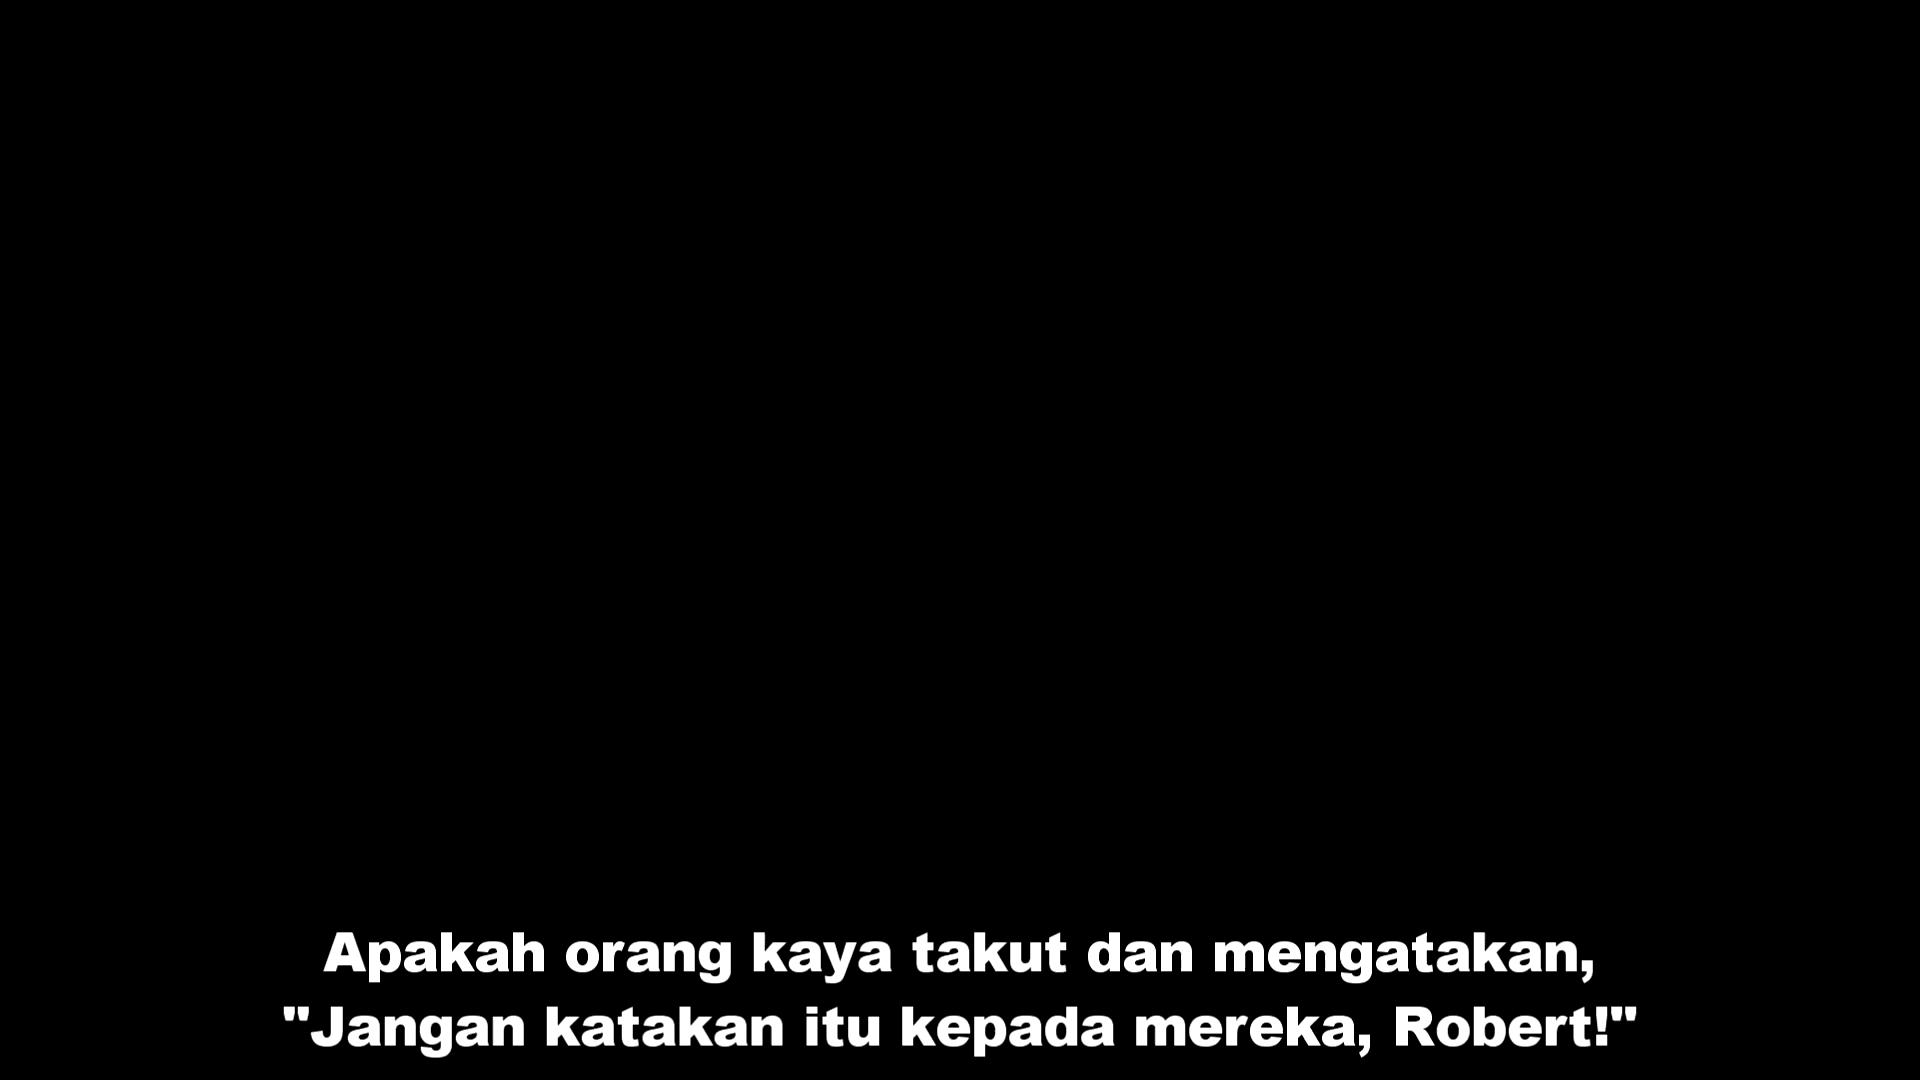 Apakah orang kaya takut dan mengatakan,
"Jangan katakan itu kepada mereka, Robert!"